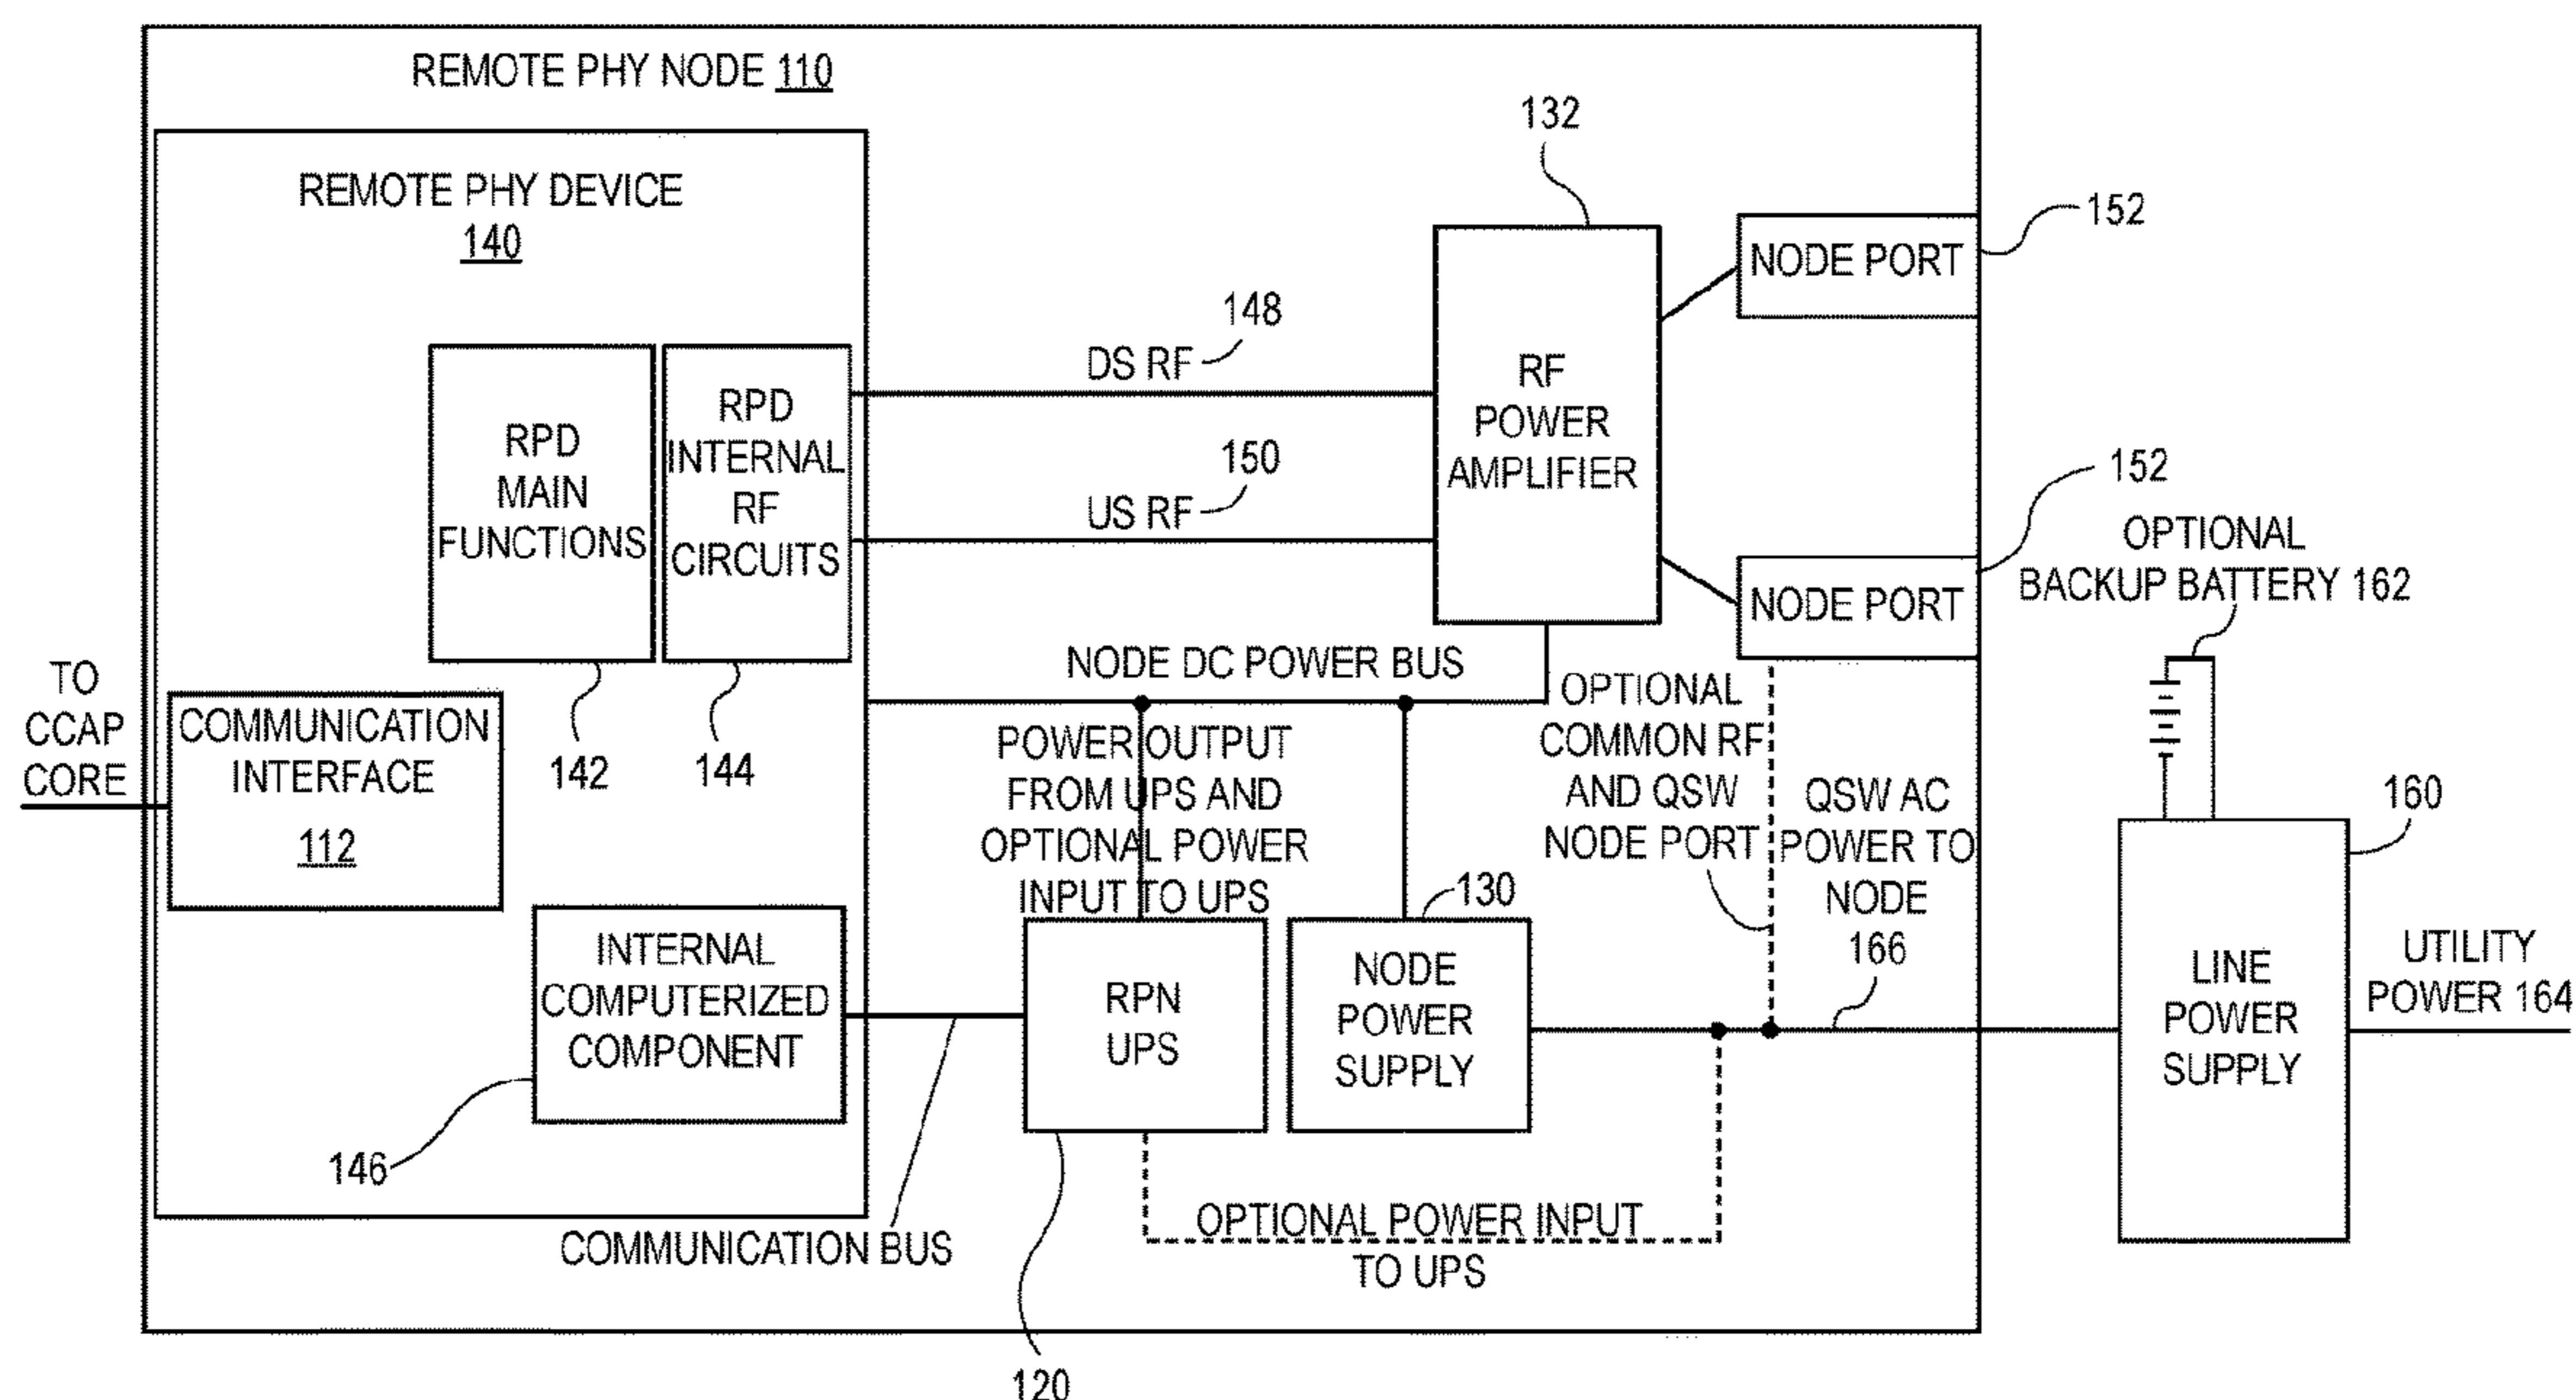 REMOTE PHY NODE 110
REMOTE PHY DEVICE
140
132
152
NODE PORT
DS RF 148
RPD
MAIN
FUNCTIONS
RPD
INTERNAL
RF
CIRCUITS
RF
POWER
AMPLIFIER
US RF 150
152
NODE PORT
OPTIONAL
BACKUP BATTERY 162
TO
CCAP
CORE
COMMUNICATION
INTERFACE
112
142
144
NODE DC POWER BUS
POWER OUTPUT
FROM UPS AND
OPTIONAL POWER
INPUT TO UPS
OPTIONAL
COMMON RF
AND QSW
NODE PORT
QSW AC
POWER TO
NODE
166
160
130
INTERNAL
COMPUTERIZED
COMPONENT
RPN
UPS
NODE
POWER
SUPPLY
LINE
POWER
SUPPLY
UTILITY
POWER 164
146
COMMUNICATION BUS
OPTIONAL POWER INPUT
TO UPS
120